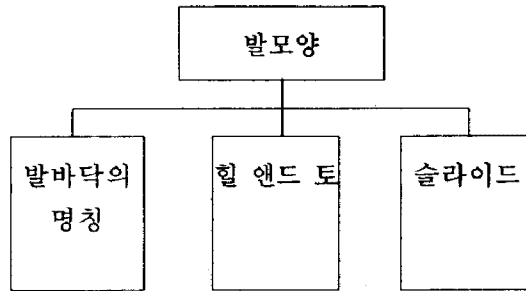 발모양
발바닥의
명칭
힐 앤드 토
슬라이드